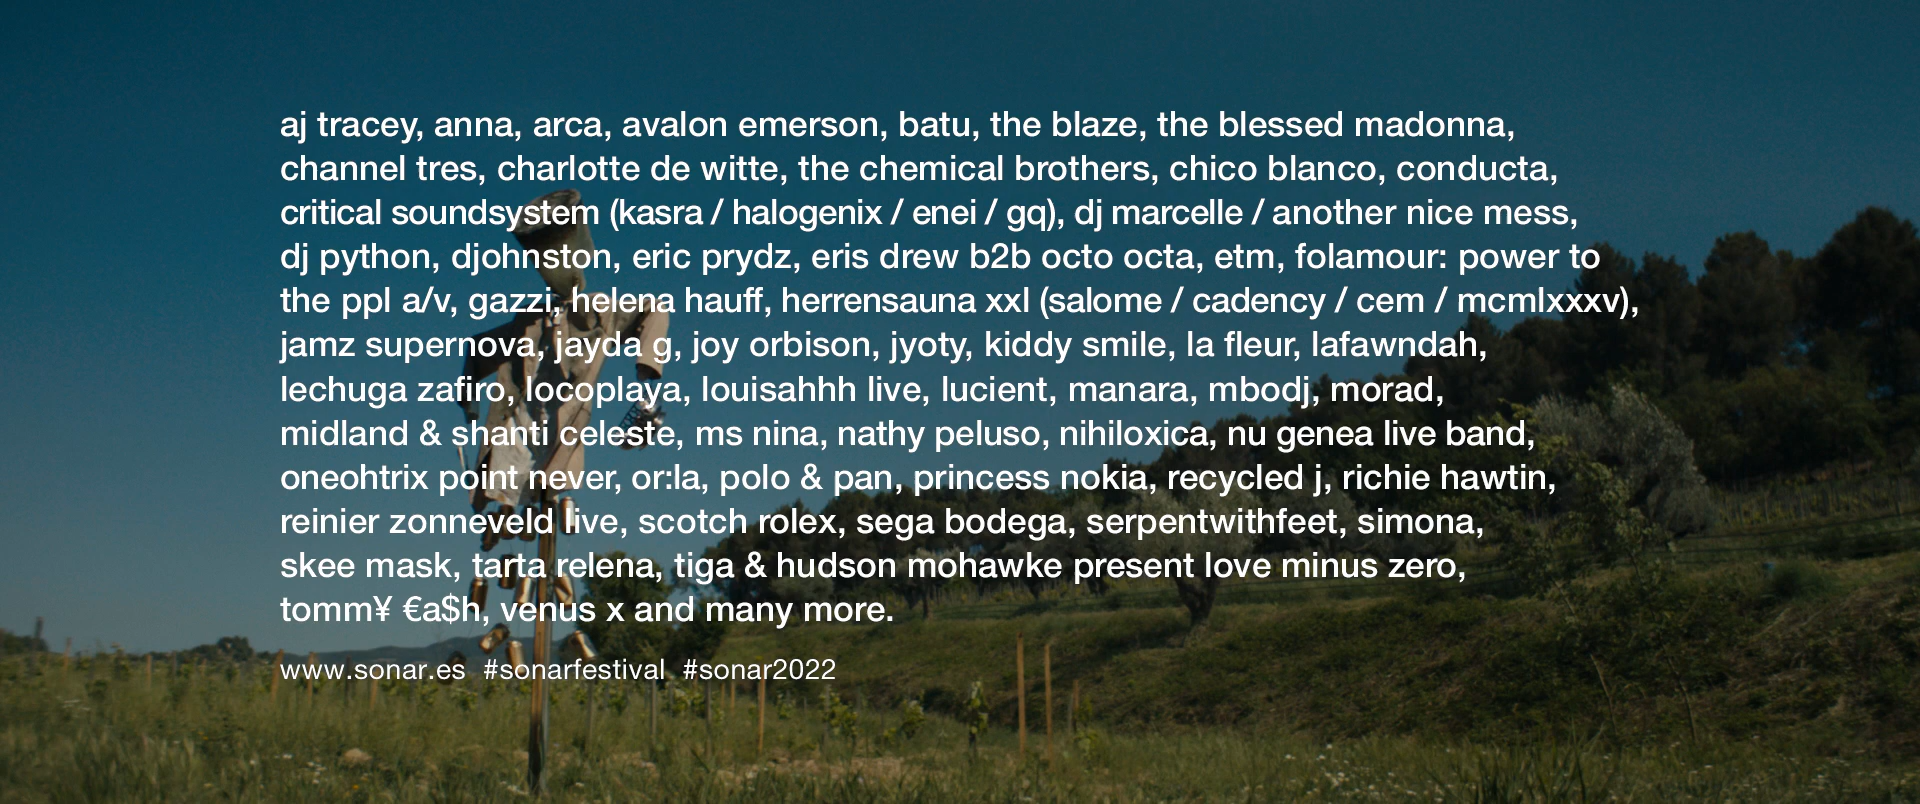 aj tracey, anna, arca, avalon emerson, batu, the blaze, the blessed madonna,
channel tres, charlotte de witte, the chemical brothers, chico blanco, conducta,
critical soundsystem (kasra / halogenix / enei / gq), dj marcelle / another nice mess,
dj python, djohnston, eric prydz, eris drew b2b octo octa, etm, folamour: power to
the ppl a/v, gazzi, helena hauff, herrensauna xxl (salome / cadency / cem / mcmlxxxv),
jamz supernova, jayda g, joy orbison, jyoty, kiddy smile, la fleur, lafawndah,
lechuga zafiro, locoplaya, louisahhh live, lucient, manara, mbodj, morad,
midland & shanti celeste, ms nina, nathy peluso, nihiloxica, nu genea live band,
oneohtrix point never, or:la, polo & pan, princess nokia, recycled j, richie hawtin,
reinier zonneveld live, scotch rolex, sega bodega, serpentwithfeet, simona,
skee mask, tarta relena, tiga & hudson mohawke present love minus zero,
tomm¥ €a$h, venus x and many more.
www.sonar.es #sonarfestival #sonar2022